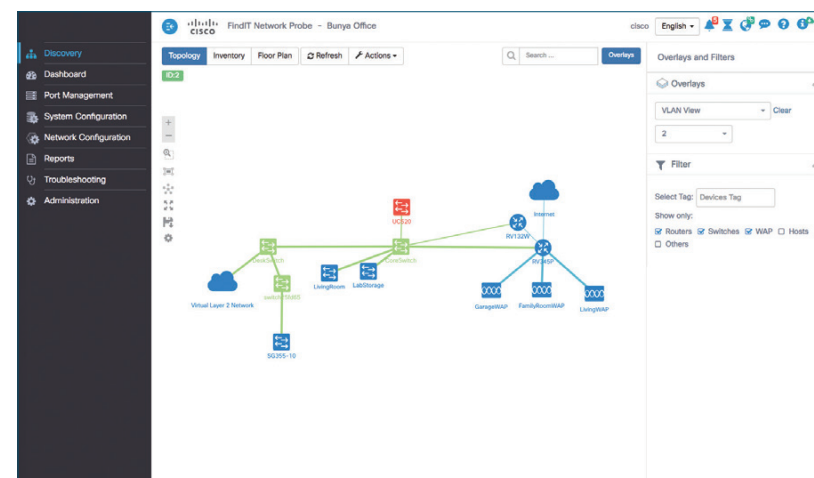 cisco FindIT Network Probe - Bunya Office
cisco English
Discovery
Dashboard
Port Management
System Configuration
Network Configuration
Reports
Troubleshooting
Administration
Topology Inventory Floor Plan Refresh Actions
Search ... Overlays
ID:2
UC520
Internet
RV132W
DeskSwitch
CoreSwitch
RV345P
LivingRoom LabStorage
Virtual Layer 2 Network
GarageWAP FamilyRoomWAP LivingWAP
SG355-10
Overlays and Filters
Overlays
VLAN View Clear
2
Filter
Select Tag: Devices Tag
Show only:
Routers Switches WAP Hosts
Others